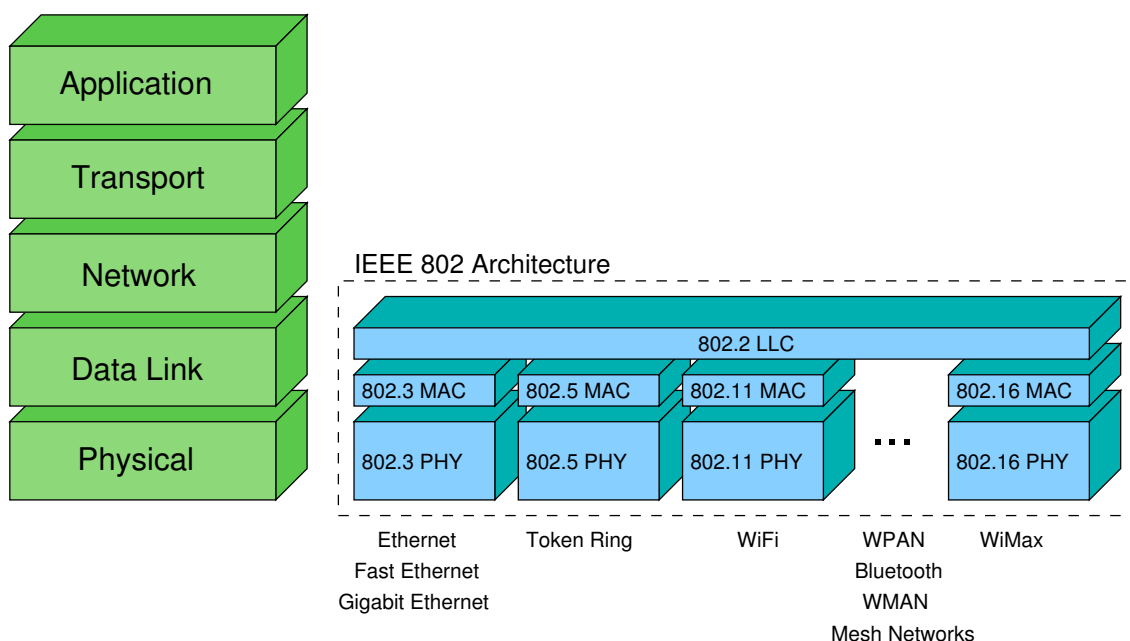 Application
Transport
Network
Data Link
Physical
IEEE 802 Architecture
802.2 LLC
802.3 MAC 802.5 MAC 802.11 MAC 802.16 MAC
802.3 PHY 802.5 PHY 802.11 PHY ... 802.16 PHY
Ethernet Token Ring WiFi WPAN WiMax
Fast Ethernet Bluetooth
Gigabit Ethernet WMAN
Mesh Networks